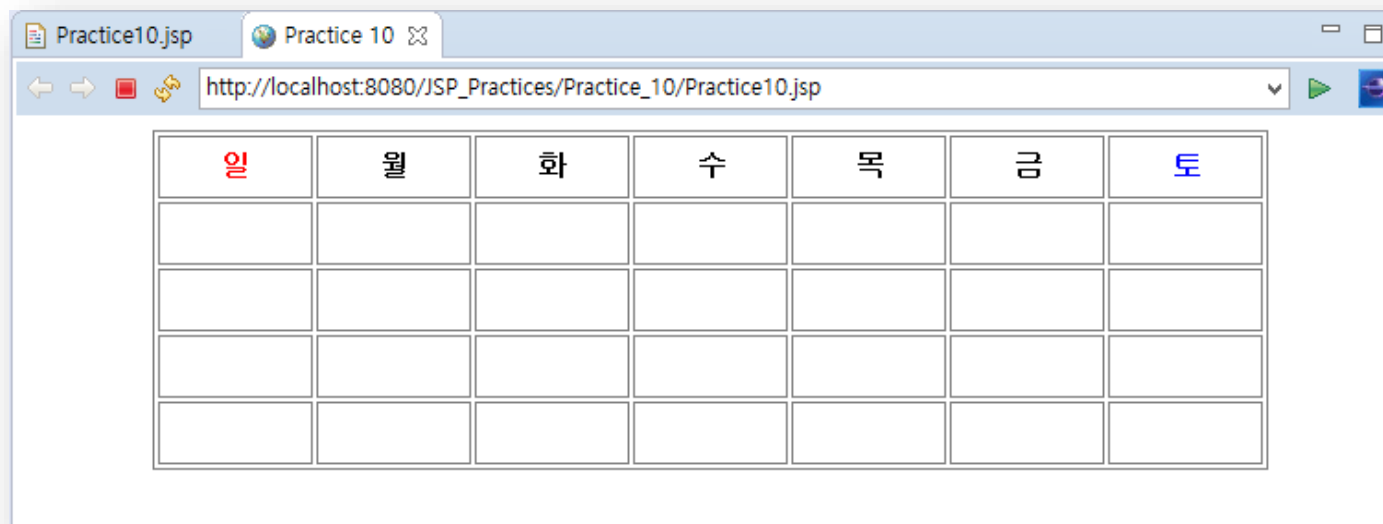 Practice10.jsp Practice 10
http://localhost:8080/JSP_Practices/Practice_10/Practice10.jsp
일 월 화 수 목 금 토